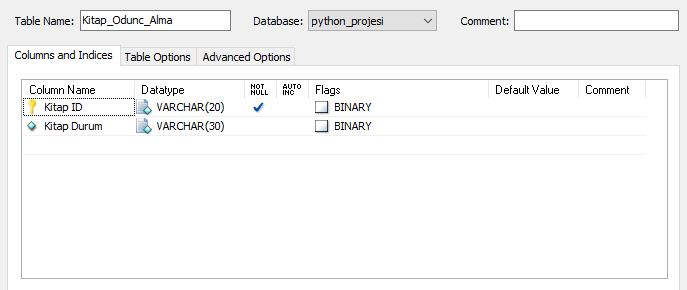 Table Name: Kitap_Odunc_Alma Database: python_projesi Comment:
Columns and Indices Table Options Advanced Options
Column Name Datatype NOT NULL AUTO INC Flags Default Value Comment
Kitap ID VARCHAR(20) BINARY
Kitap Durum VARCHAR(30) BINARY